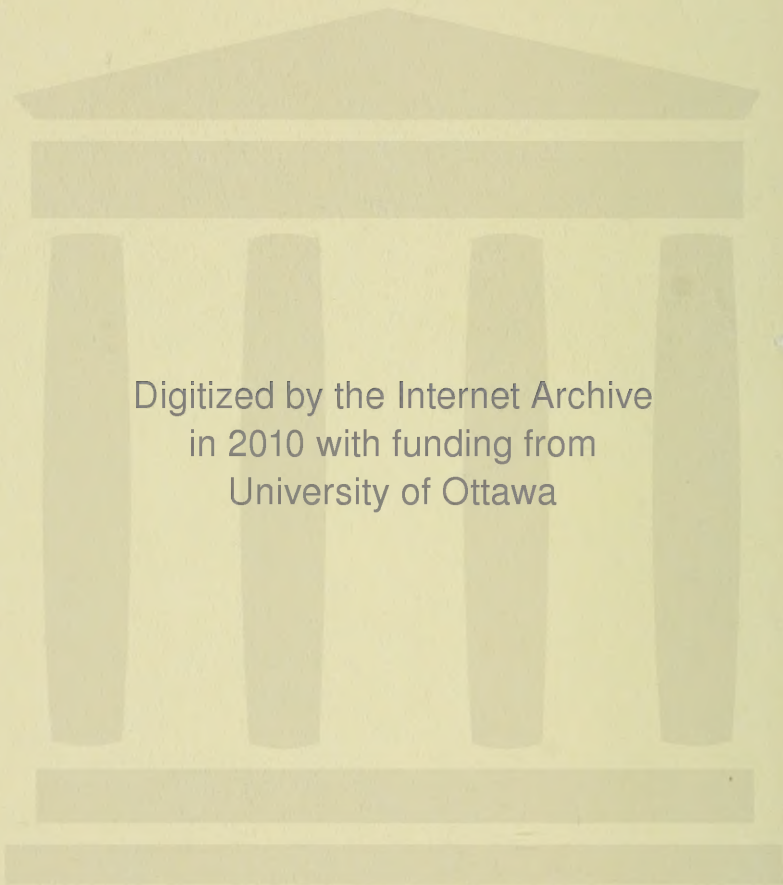 Digitized by the Internet Archive
in 2010 with funding from
University of Ottawa